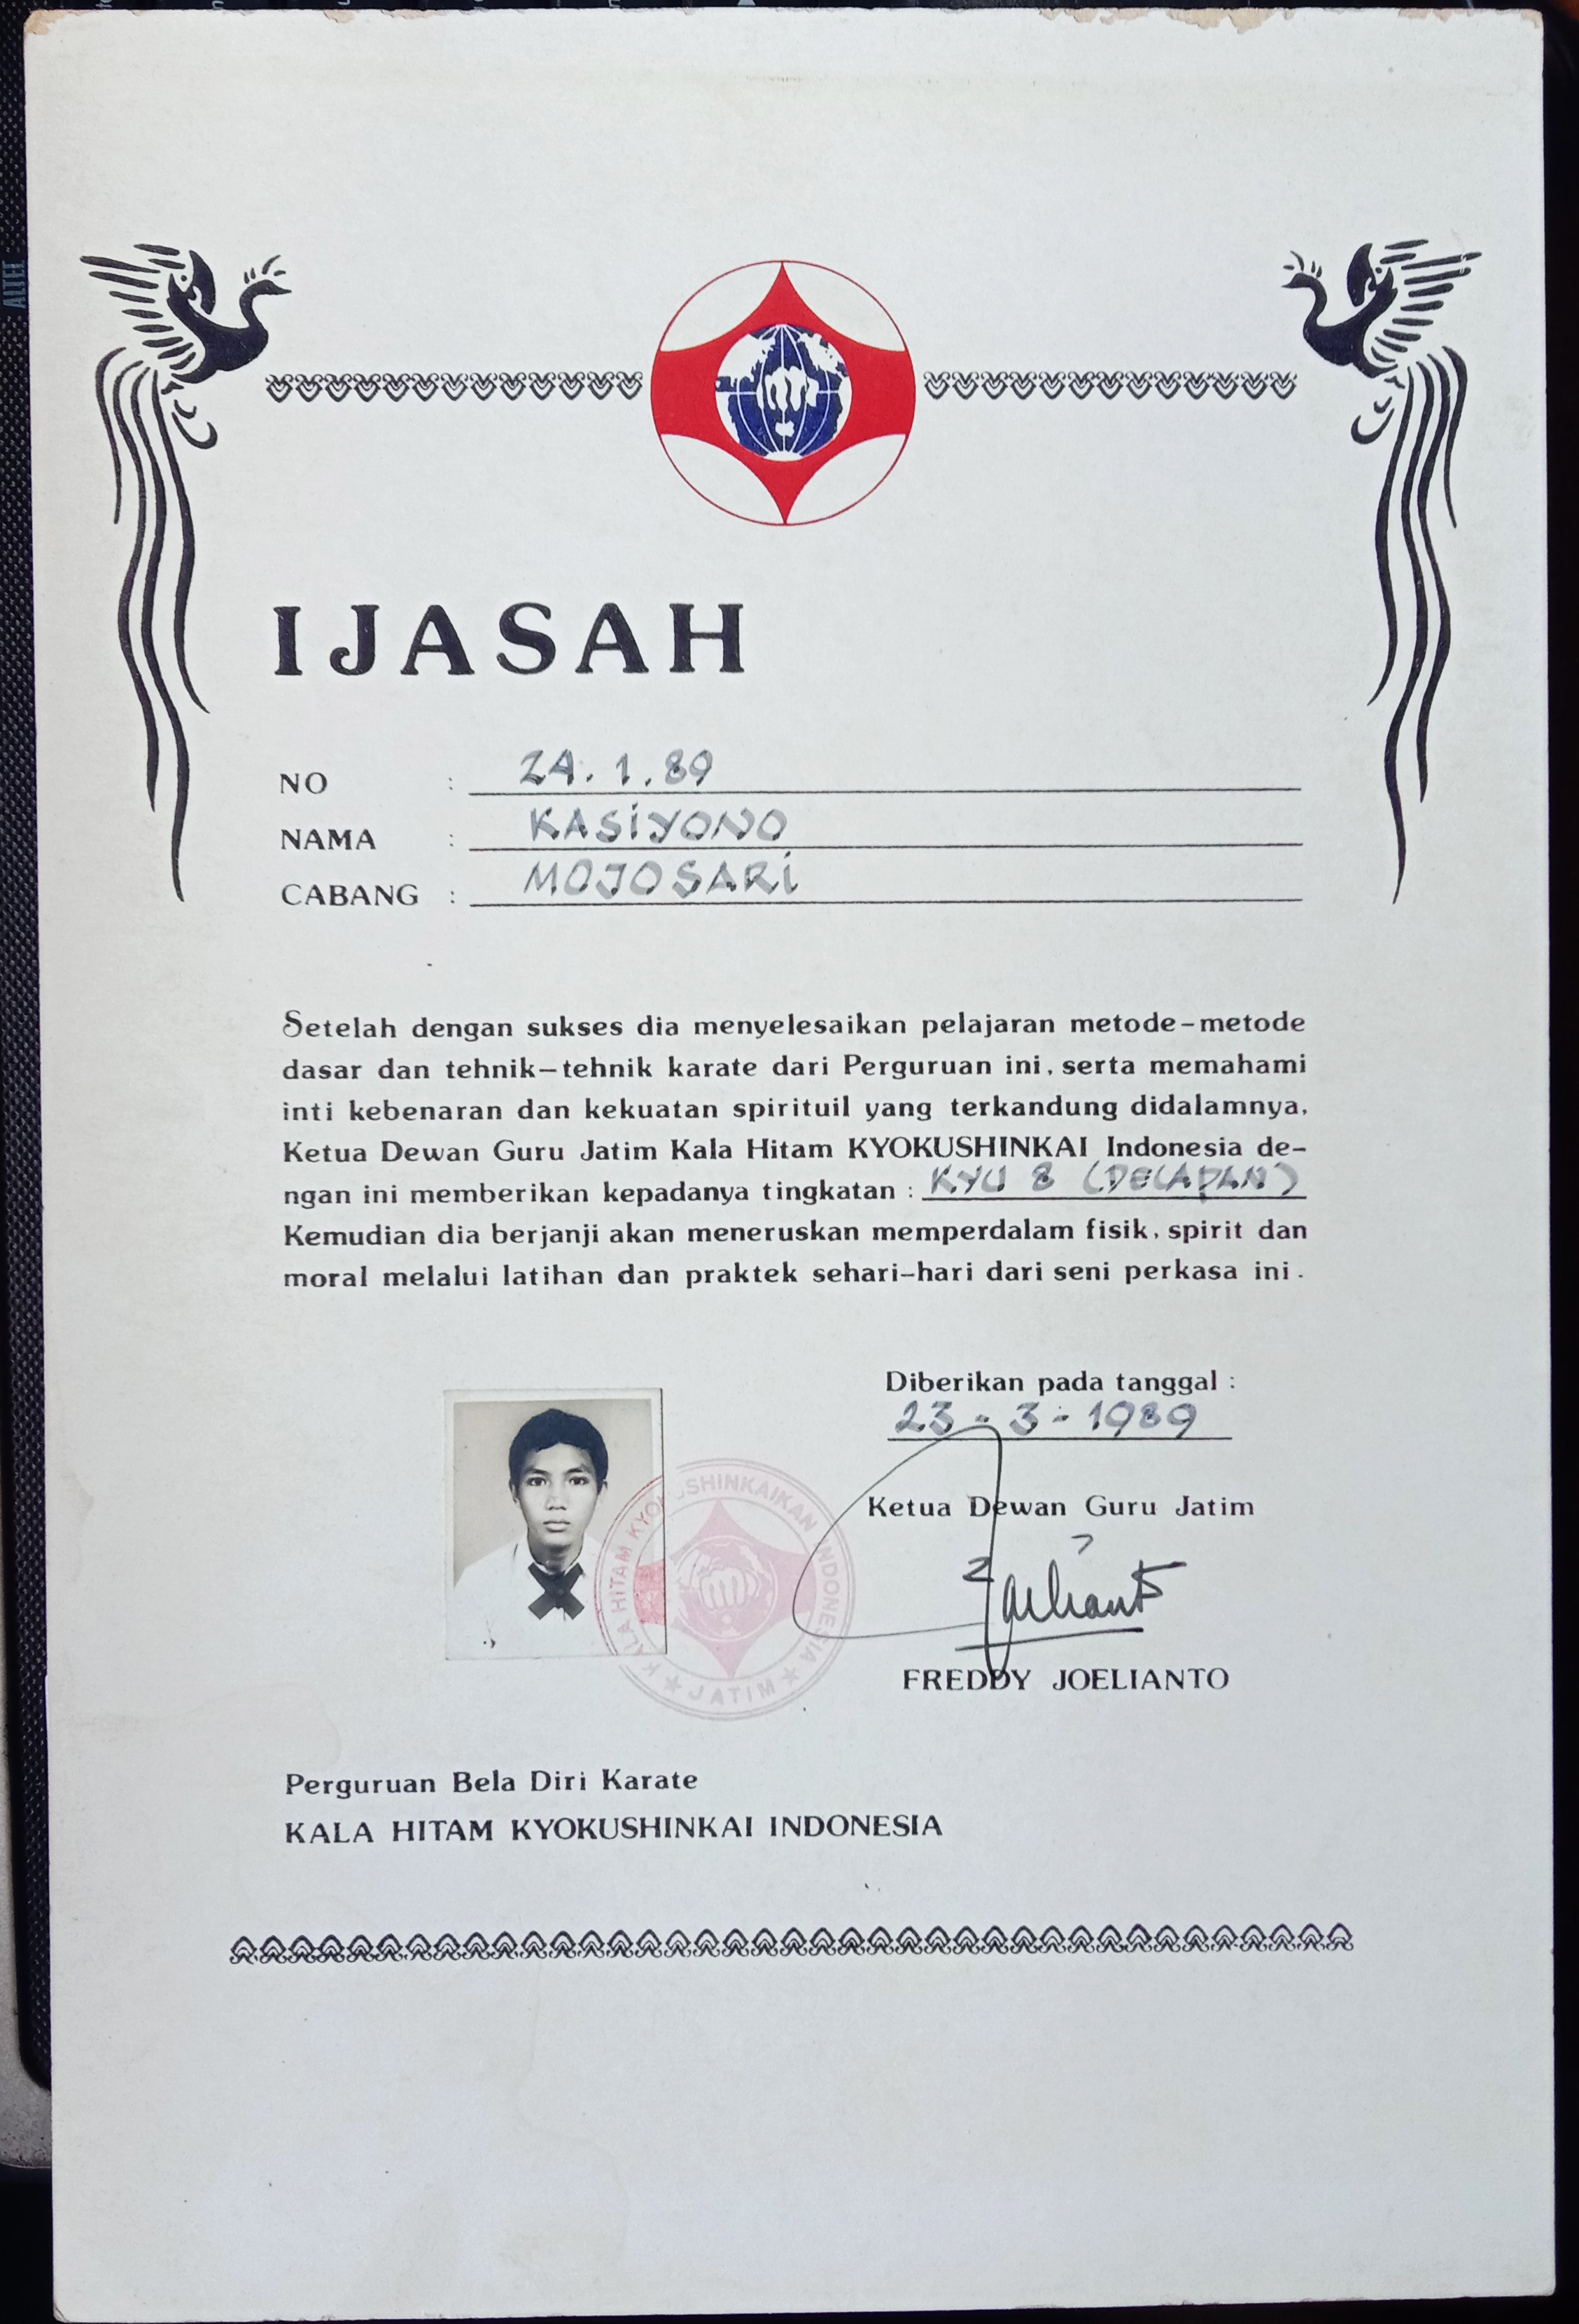 ALTEL
IJASAH
NO : 24.1.89
NAMA : KASIYONO
CABANG : MOJOSARI
Setelah dengan sukses dia menyelesaikan pelajaran metode-metode
dasar dan tehnik-tehnik karate dari Perguruan ini, serta memahami
inti kebenaran dan kekuatan spirituil yang terkandung didalamnya.
Ketua Dewan Guru Jatim Kala Hitam KYOKUSHINKAI Indonesia de-
ngan ini memberikan kepadanya tingkatan : KYU 8 (DELAPAN)
Kemudian dia berjanji akan meneruskan memperdalam fisik, spirit dan
moral melalui latihan dan praktek sehari-hari dari seni perkasa ini.
Diberikan pada tanggal :
23-3-1989
Ketua Dewan Guru Jatim
KALA HITAM KYOKUSHINKAIKAN INDONESIA
★ JATIM ★
FREDDY JOELIANTO
Perguruan Bela Diri Karate
KALA HITAM KYOKUSHINKAI INDONESIA